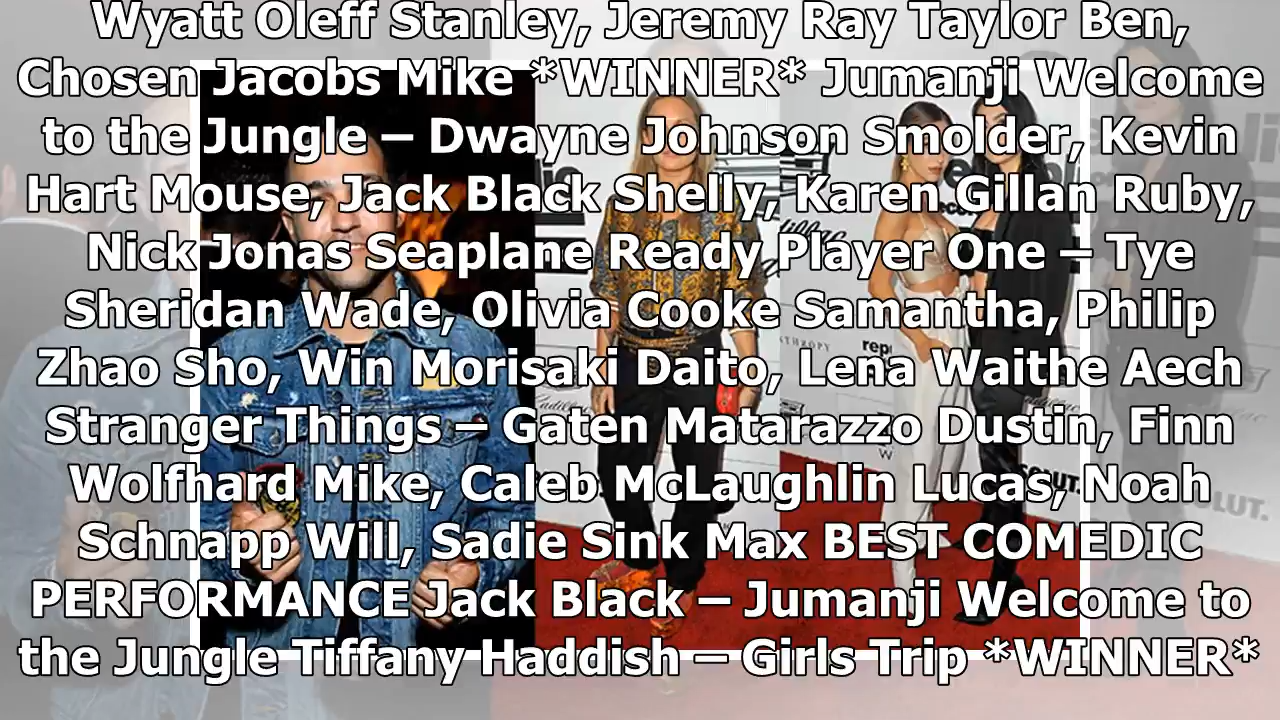 Wyatt Oleff Stanley, Jeremy Ray Taylor Ben,
Chosen Jacobs Mike *WINNER* Jumanji Welcome
to the Jungle – Dwayne Johnson Smolder, Kevin
Hart Mouse, Jack Black Shelly, Karen Gillan Ruby,
Nick Jonas Seaplane Ready Player One – Tye
Sheridan Wade, Olivia Cooke Samantha, Philip
Zhao Sho, Win Morisaki Daito, Lena Waithe Aech
Stranger Things – Gaten Matarazzo Dustin, Finn
Wolfhard Mike, Caleb McLaughlin Lucas, Noah
Schnapp Will, Sadie Sink Max BEST COMEDIC
PERFORMANCE Jack Black – Jumanji Welcome to
the Jungle Tiffany Haddish – Girls Trip *WINNER*